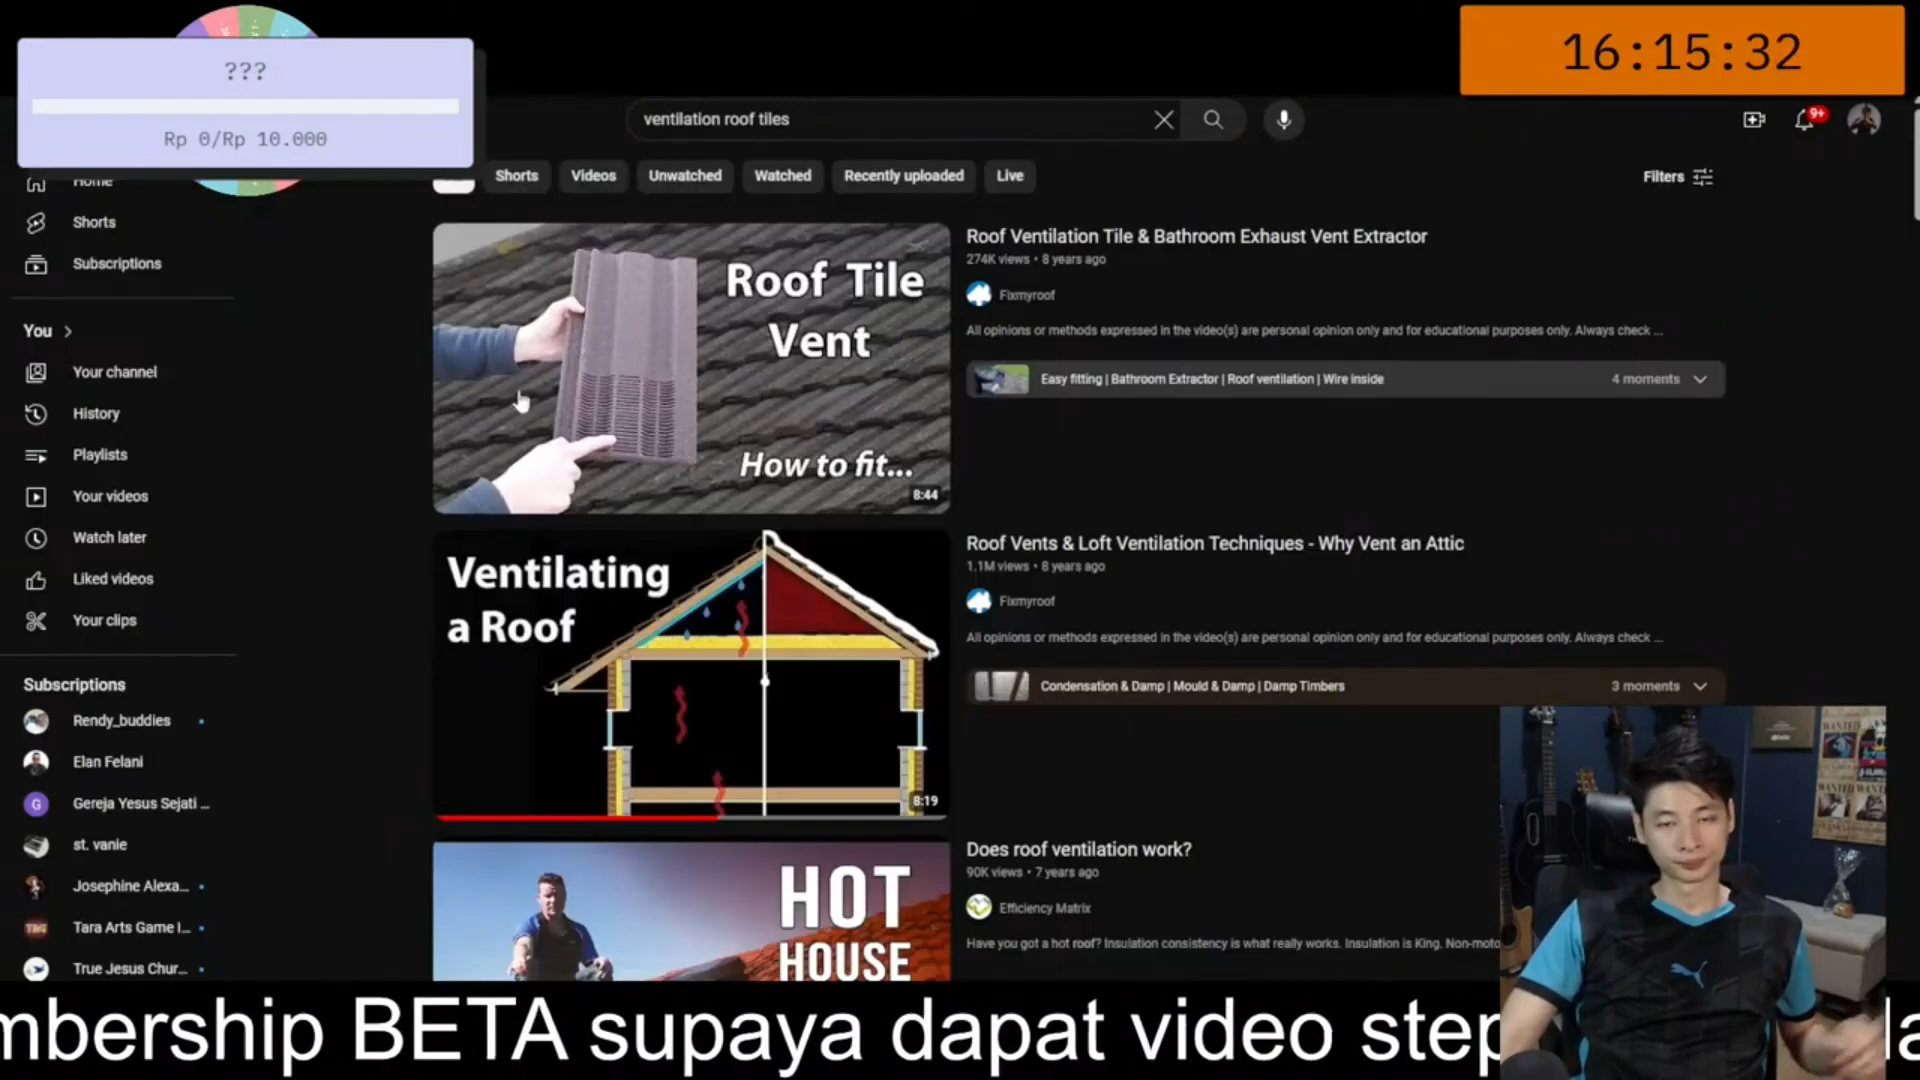 ???
Rp 0/Rp 10.000
16:15:32
ventilation roof tiles
9+
Shorts
Videos
Unwatched
Watched
Recently uploaded
Live
Filters
Home
Shorts
Subscriptions
You
Your channel
History
Playlists
Your videos
Watch later
Liked videos
Your clips
Subscriptions
Rendy_buddies
Elan Felani
G
Gereja Yesus Sejati ...
st. vanie
Josephine Alexa...
TAG
Tara Arts Game I...
True Jesus Chur...
Roof Tile
Vent
How to fit...
8:44
Roof Ventilation Tile & Bathroom Exhaust Vent Extractor
274K views • 8 years ago
Fixmyroof
All opinions or methods expressed in the video(s) are personal opinion only and for educational purposes only. Always check ...
Easy fitting | Bathroom Extractor | Roof ventilation | Wire inside
4 moments
Ventilating
a Roof
8:19
Roof Vents & Loft Ventilation Techniques - Why Vent an Attic
1.1M views • 8 years ago
Fixmyroof
All opinions or methods expressed in the video(s) are personal opinion only and for educational purposes only. Always check ...
Condensation & Damp | Mould & Damp | Damp Timbers
3 moments
HOT
HOUSE
Does roof ventilation work?
90K views • 7 years ago
Efficiency Matrix
Have you got a hot roof? Insulation consistency is what really works. Insulation is King. Non-moto
WANTED
mbership BETA supaya dapat video step